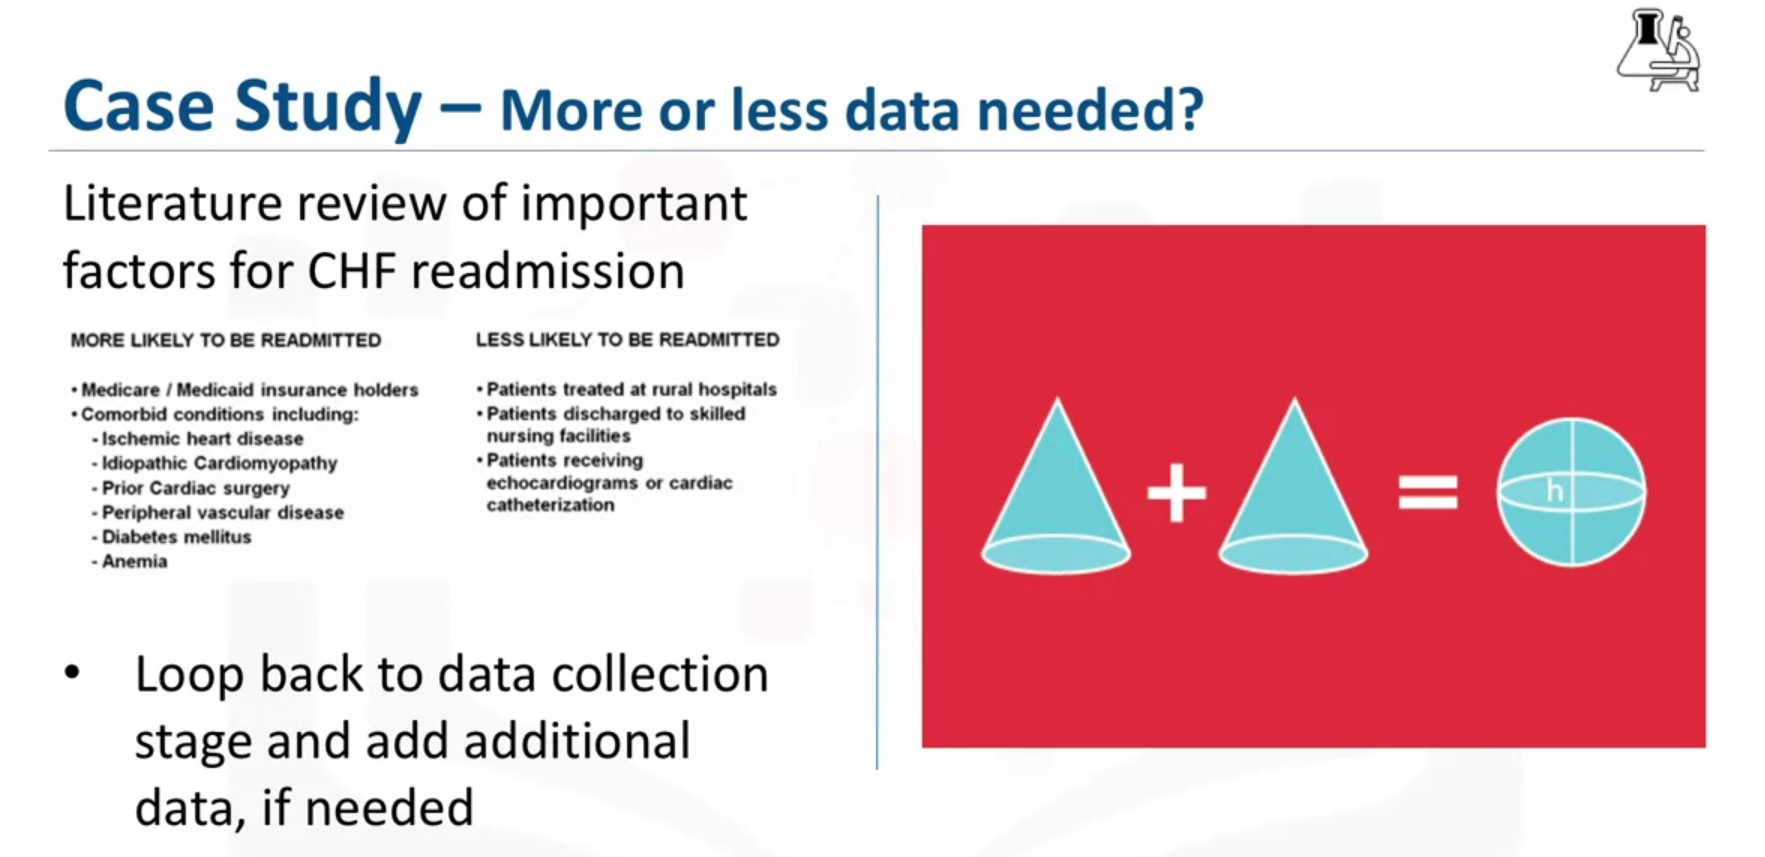 Case Study – More or less data needed?
Literature review of important
factors for CHF readmission
MORE LIKELY TO BE READMITTED
• Medicare / Medicaid insurance holders
• Comorbid conditions including:
- Ischemic heart disease
- Idiopathic Cardiomyopathy
- Prior Cardiac surgery
- Peripheral vascular disease
- Diabetes mellitus
- Anemia
LESS LIKELY TO BE READMITTED
• Patients treated at rural hospitals
• Patients discharged to skilled
nursing facilities
• Patients receiving
echocardiograms or cardiac
catheterization
• Loop back to data collection
stage and add additional
data, if needed
+
=
h